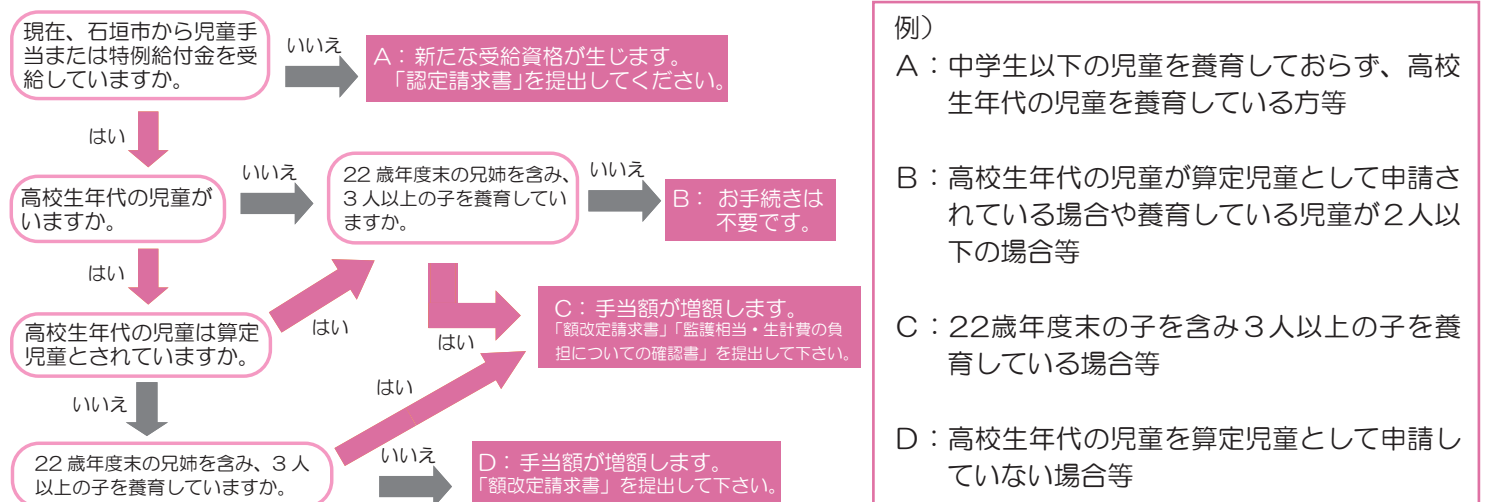 現在、石垣市から児童手
当または特例給付金を受
給していますか。
いいえ
A：新たな受給資格が生じます。
「認定請求書」を提出してください。
はい
高校生年代の児童が
いますか。
いいえ
22 歳年度末の兄姉を含み、
3 人以上の子を養育してい
ますか。
いいえ
B： お手続きは
不要です。
はい
高校生年代の児童は算定
児童とされていますか。
はい
はい
C：手当額が増額します。
「額改定請求書」「監護相当・生計費の負
担についての確認書」を提出して下さい。
いいえ
はい
22 歳年度末の兄姉を含み、3 人
以上の子を養育していますか。
いいえ
D：手当額が増額します。
「額改定請求書」を提出して下さい。
例）
A：中学生以下の児童を養育しておらず、高校
生年代の児童を養育している方等
B：高校生年代の児童が算定児童として申請さ
れている場合や養育している児童が２人以
下の場合等
C：22歳年度末の子を含み３人以上の子を養
育している場合等
D：高校生年代の児童を算定児童として申請し
ていない場合等